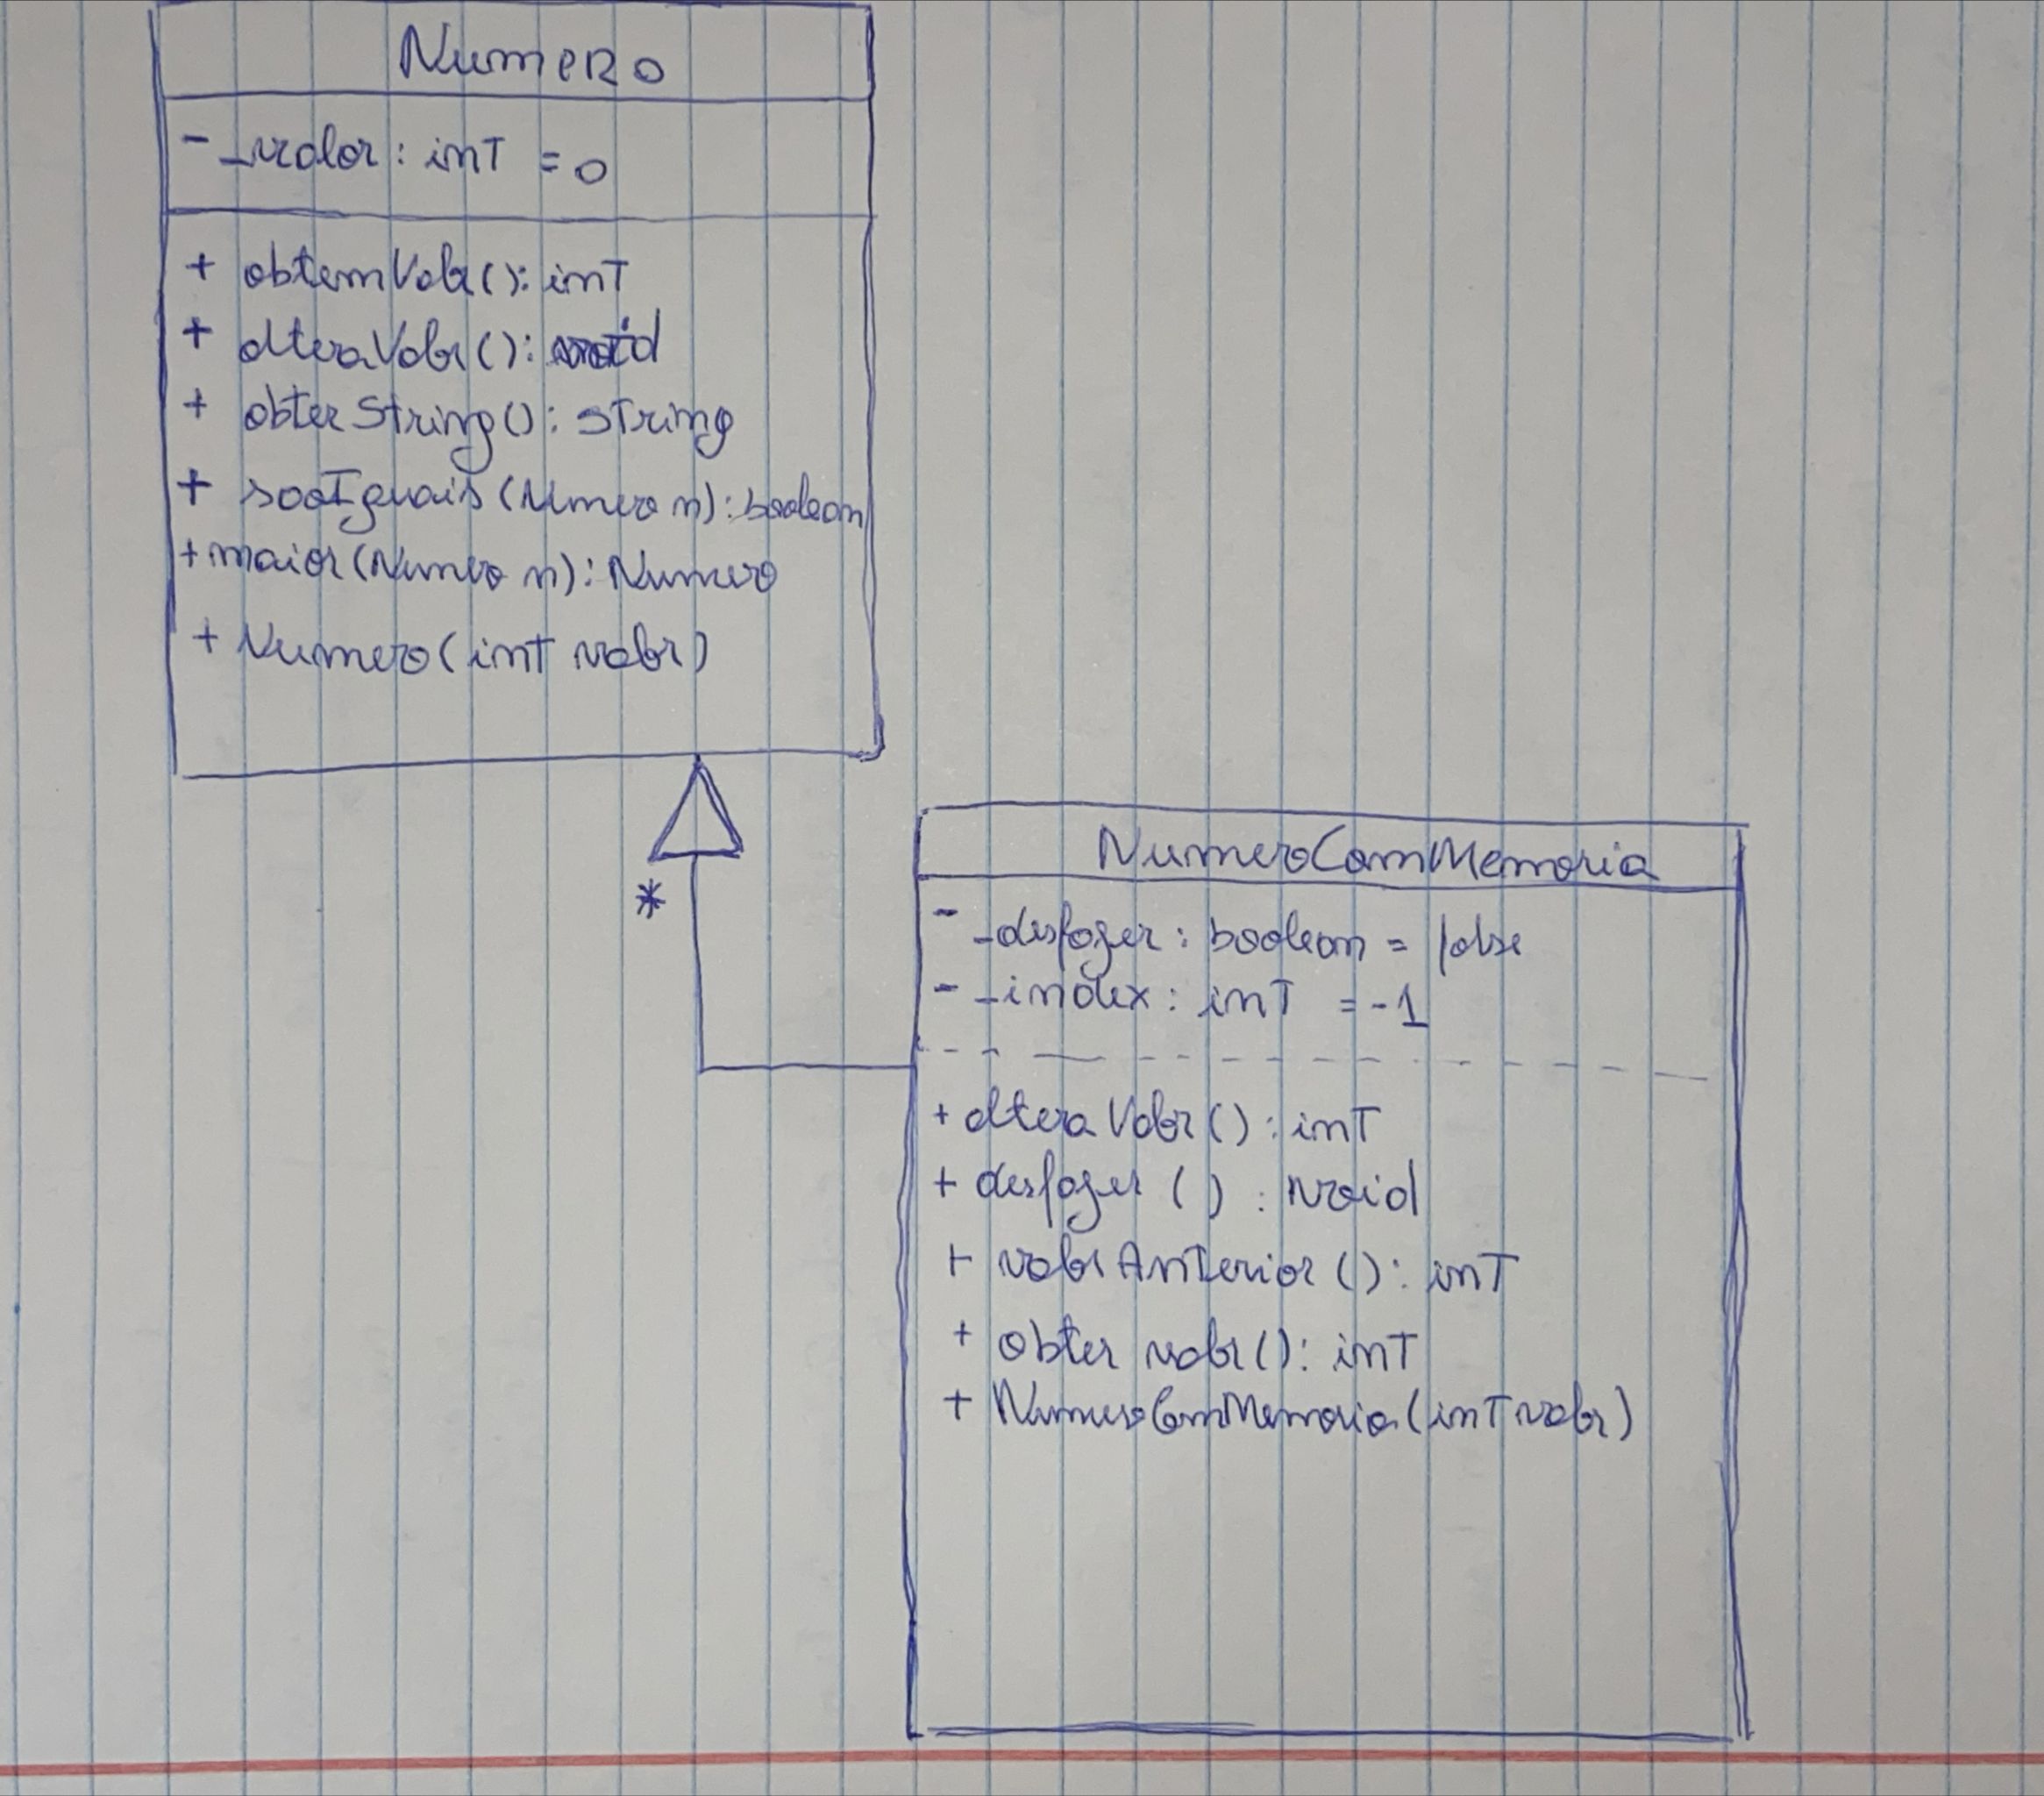 Numero
- _valor: int = 0
+ obtemValor(): int
+ alteraValor(): void
+ obterString(): String
+ saoIguais(Numero n): boolean
+ maior(Numero n): Numero
+ Numero(int valor)
*
NumeroComMemoria
- _desfazer: boolean = false
- _index: int = -1
+ alteraValor(): int
+ desfazer(): void
+ valorAnterior(): int
+ obter valor(): int
+ NumeroComMemoria(int valor)